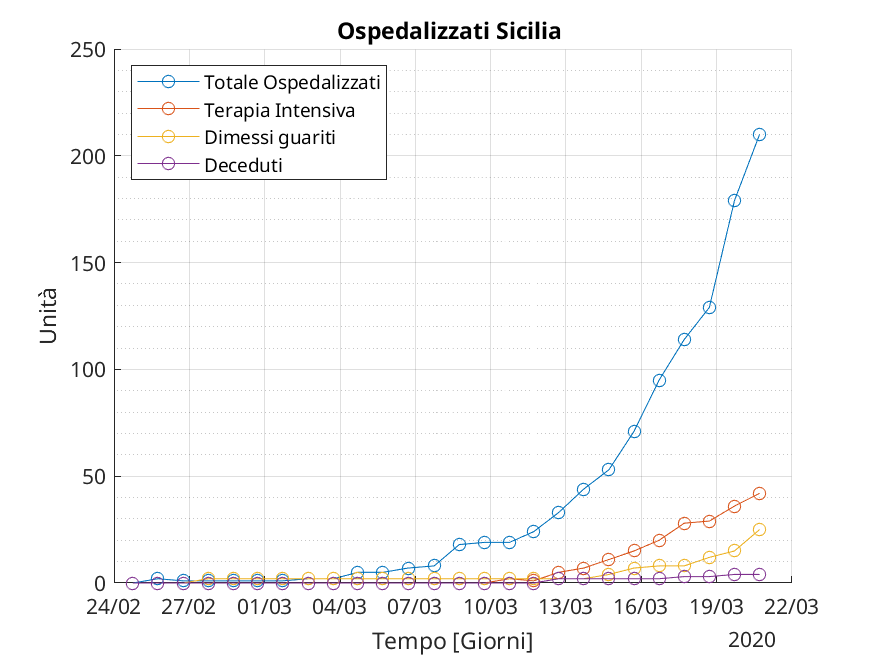 Ospedalizzati Sicilia
250
200
150
100
50
0
Unità
Totale Ospedalizzati
Terapia Intensiva
Dimessi guariti
Deceduti
24/02 27/02 01/03 04/03 07/03 10/03 13/03 16/03 19/03 22/03
Tempo [Giorni]
2020